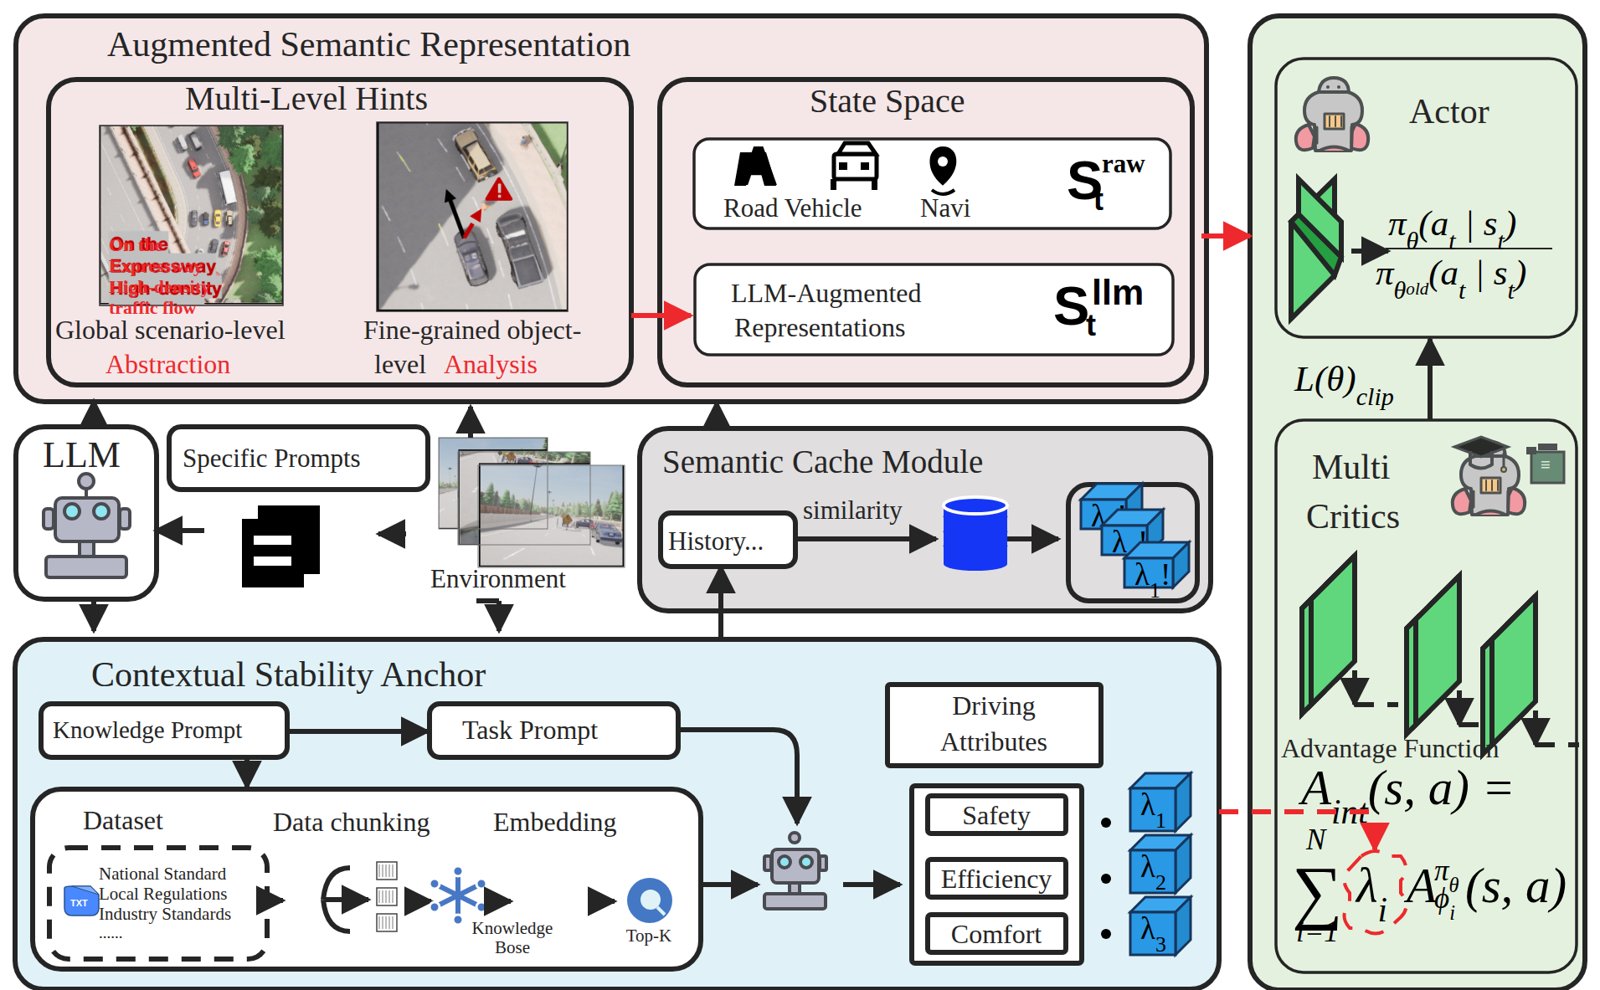 Augmented Semantic Representation
Multi-Level Hints
On the
Expressway
High-density
traffic flow
Global scenario-level
Abstraction
Fine-grained object-
level Analysis
State Space
Road Vehicle Navi
S_t^raw
LLM-Augmented
Representations
S_t^llm
LLM
Specific Prompts
Environment
Semantic Cache Module
History...
similarity
λ
λ !
λ_1 !
Contextual Stability Anchor
Knowledge Prompt
Task Prompt
Dataset
Data chunking
Embedding
TXT
National Standard
Local Regulations
Industry Standards
......
Knowledge
Bose
Top-K
Driving
Attributes
Safety
Efficiency
Comfort
λ_1
λ_2
λ_3
Actor
π_θ(a_t | s_t)
π_θold(a_t | s_t)
L(θ)_clip
Multi
Critics
Advantage Function
A_int(s, a) =
N
∑ λ_i A_ϕi^πθ (s, a)
i=1